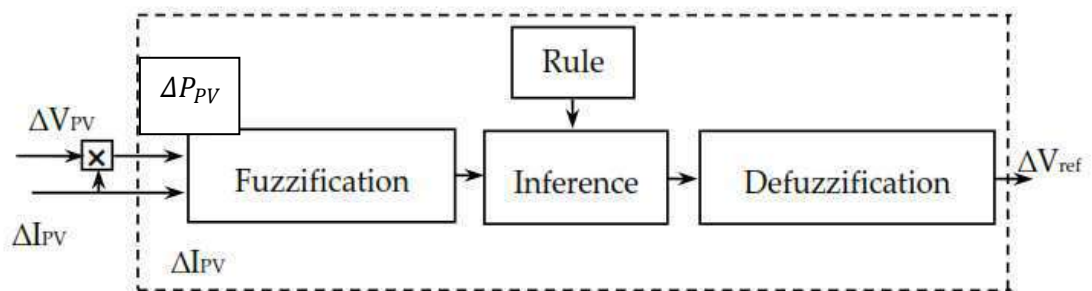 Rule
ΔP_PV
ΔV_PV
×
Fuzzification
Inference
Defuzzification
ΔV_ref
ΔI_PV
ΔI_PV